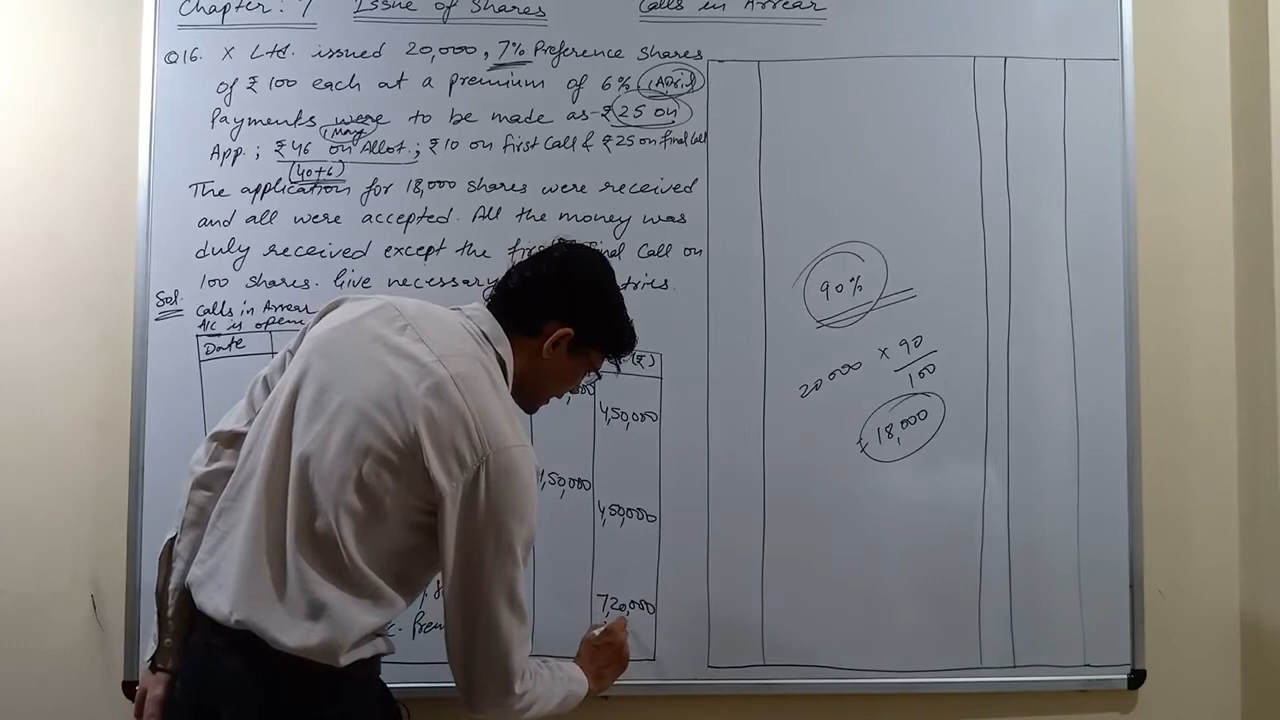 Chapter: 7 Issue of Shares Calls in Arrear
Q16. X Ltd. issued 20,000, 7% Preference Shares
of ₹100 each at a premium of 6%. 1 April
Payments were to be made as - ₹25 on
1 May
App.; ₹46 on Allot.; ₹10 on First Call & ₹25 on final Call
(40+6)
The application for 18,000 shares were received
and all were accepted. All the money was
duly received except the final Call on
100 shares. Give necessary
Sol. Calls in Arrear
A/c is
Date (₹)
4,50,000
4,50,000
7,20,000
90%
20000 × 90/100
18,000